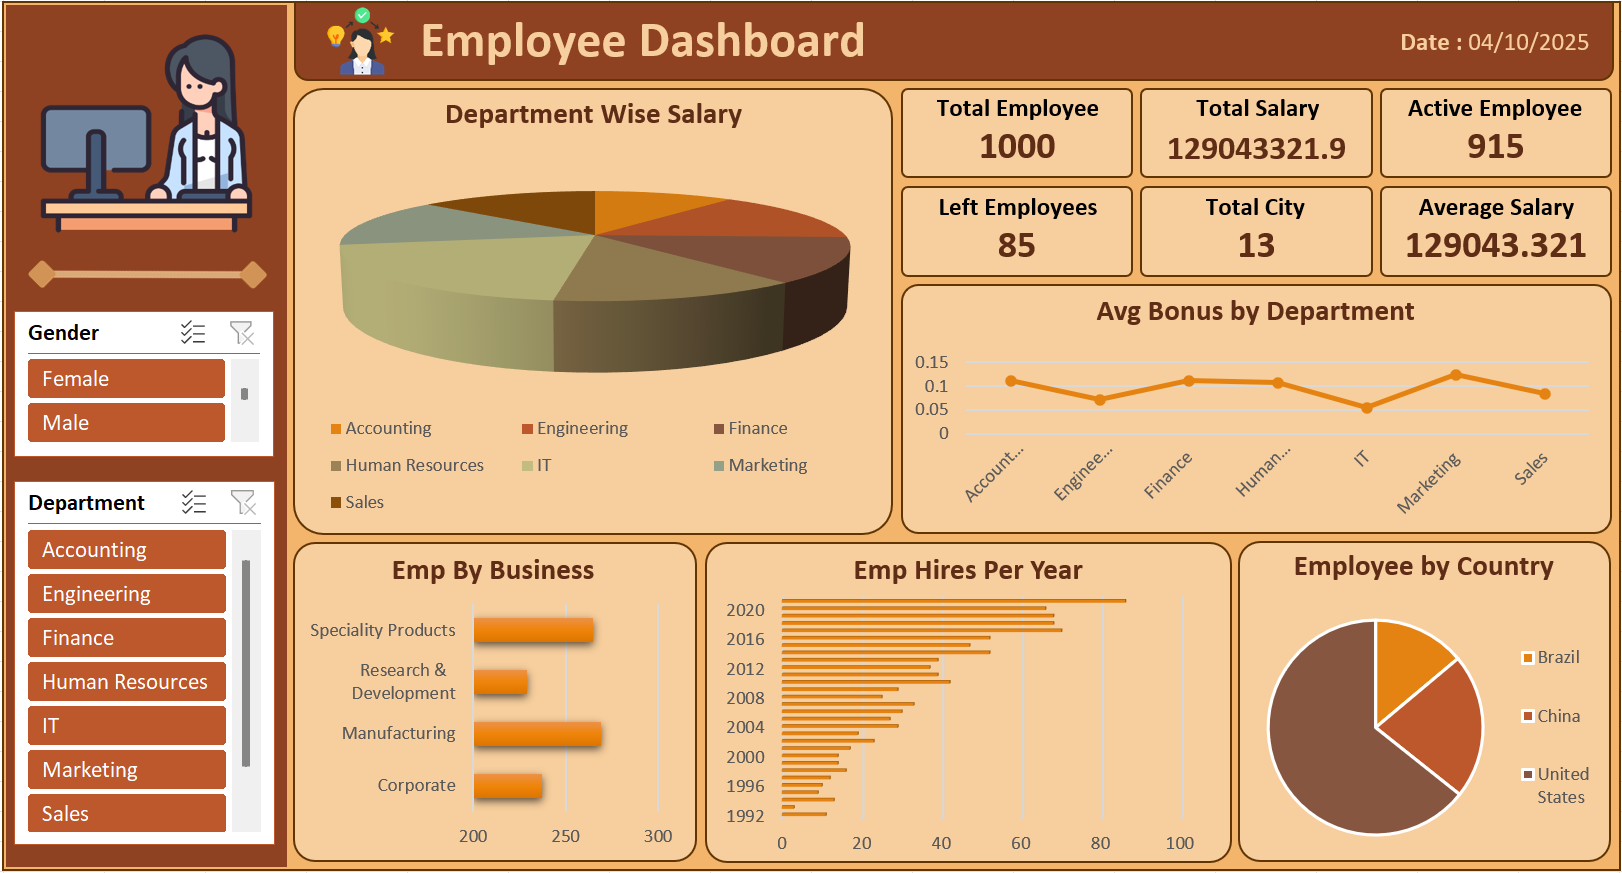 Employee Dashboard
Date : 04/10/2025
Gender
Female
Male
Department
Accounting
Engineering
Finance
Human Resources
IT
Marketing
Sales
Department Wise Salary
Accounting
Engineering
Finance
Human Resources
IT
Marketing
Sales
Total Employee
1000
Total Salary
129043321.9
Active Employee
915
Left Employees
85
Total City
13
Average Salary
129043.321
Avg Bonus by Department
0.15
0.1
0.05
0
Account...
Enginee...
Finance
Human...
IT
Marketing
Sales
Emp By Business
Speciality Products
Research &
Development
Manufacturing
Corporate
200
250
300
Emp Hires Per Year
2020
2016
2012
2008
2004
2000
1996
1992
0
20
40
60
80
100
Employee by Country
Brazil
China
United
States